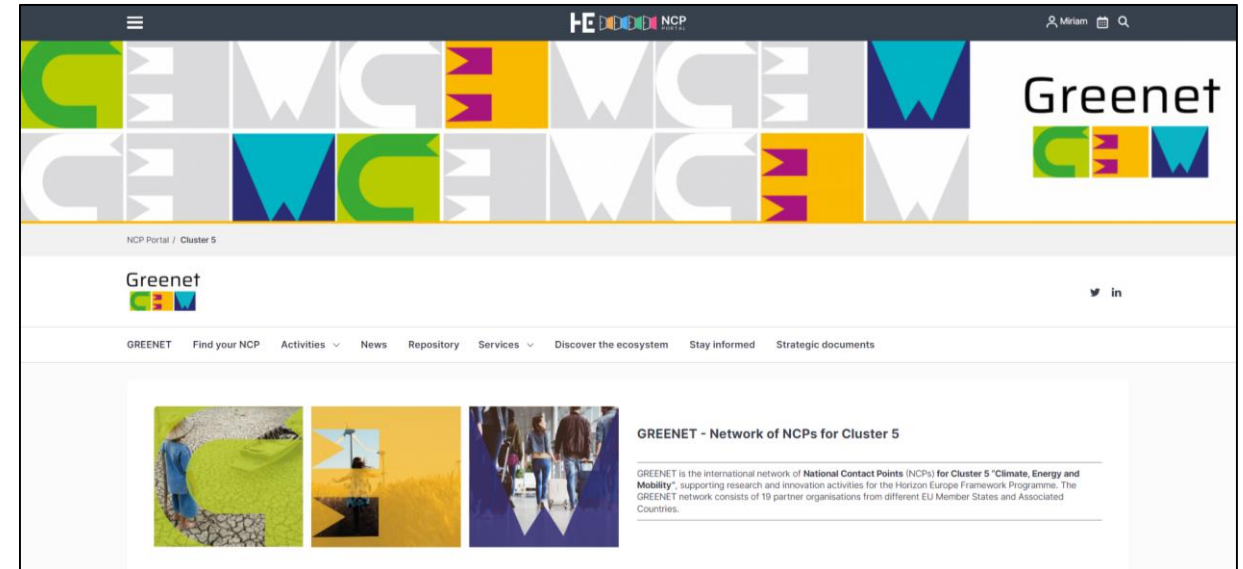 HE NCP
PORTAL
Miriam
Greenet
NCP Portal / Cluster 5
Greenet
in
GREENET Find your NCP Activities News Repository Services Discover the ecosystem Stay informed Strategic documents
GREENET - Network of NCPs for Cluster 5
GREENET is the international network of National Contact Points (NCPs) for Cluster 5 "Climate, Energy and
Mobility", supporting research and innovation activities for the Horizon Europe Framework Programme. The
GREENET network consists of 19 partner organisations from different EU Member States and Associated
Countries.